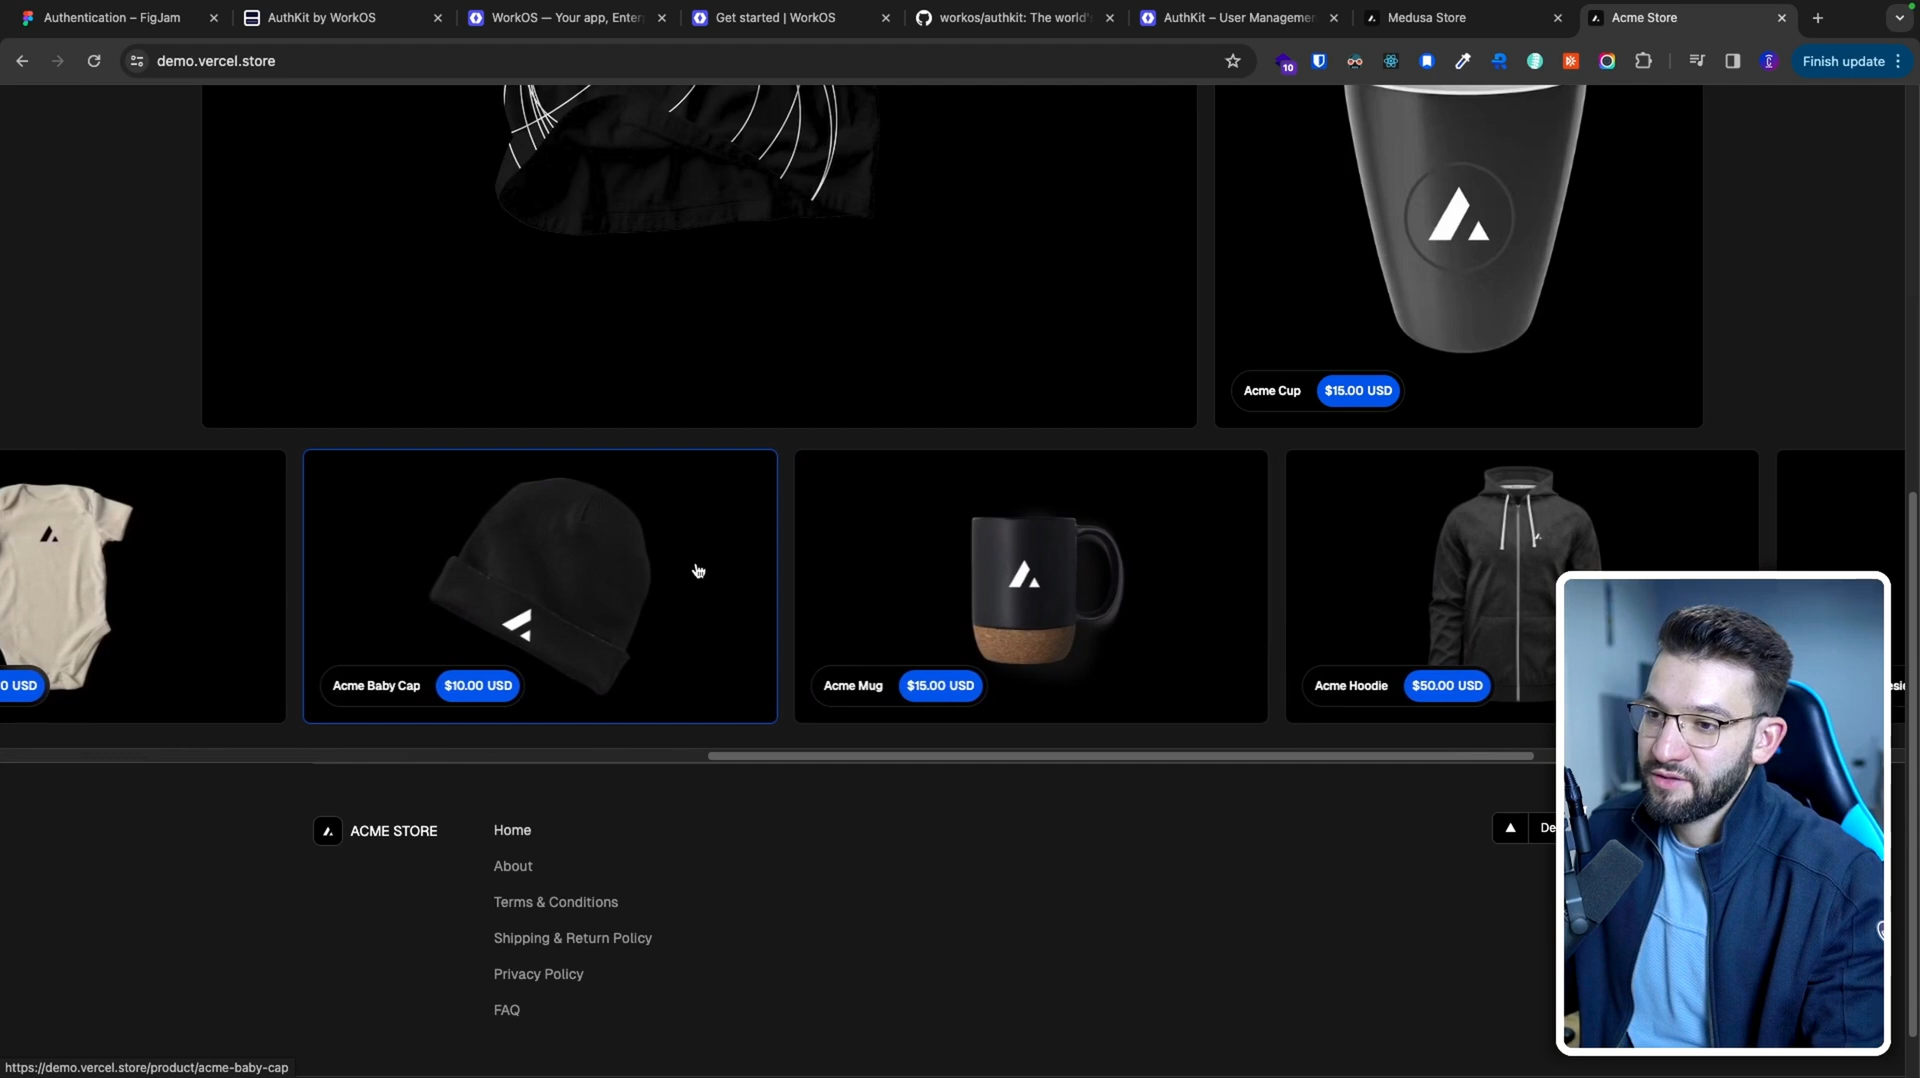 Authentication – FigJam
AuthKit by WorkOS
WorkOS — Your app, Enter
Get started | WorkOS
workos/authkit: The world's
AuthKit – User Managemen
Medusa Store
Acme Store
demo.vercel.store
10
Finish update
Acme Cup
$15.00 USD
0 USD
Acme Baby Cap
$10.00 USD
Acme Mug
$15.00 USD
Acme Hoodie
$50.00 USD
ACME STORE
Home
About
Terms & Conditions
Shipping & Return Policy
Privacy Policy
FAQ
De
https://demo.vercel.store/product/acme-baby-cap